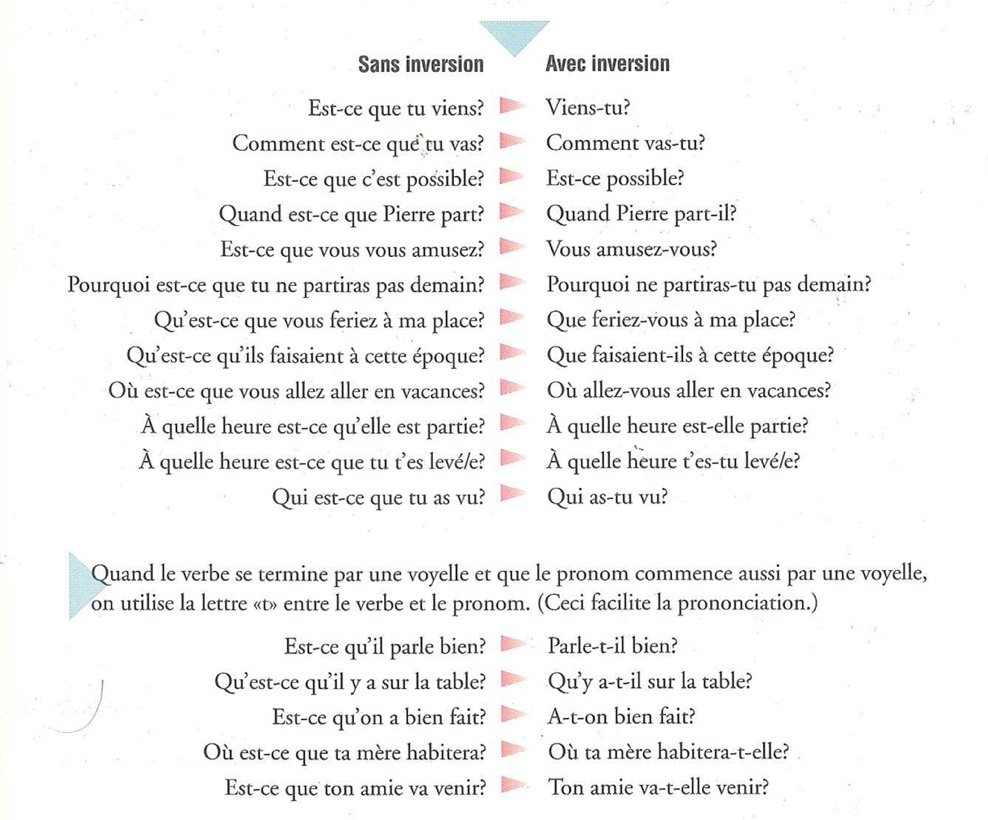 Sans inversion Avec inversion
Est-ce que tu viens? Viens-tu?
Comment est-ce que tu vas? Comment vas-tu?
Est-ce que c'est possible? Est-ce possible?
Quand est-ce que Pierre part? Quand Pierre part-il?
Est-ce que vous vous amusez? Vous amusez-vous?
Pourquoi est-ce que tu ne partiras pas demain? Pourquoi ne partiras-tu pas demain?
Qu'est-ce que vous feriez à ma place? Que feriez-vous à ma place?
Qu'est-ce qu'ils faisaient à cette époque? Que faisaient-ils à cette époque?
Où est-ce que vous allez aller en vacances? Où allez-vous aller en vacances?
À quelle heure est-ce qu'elle est partie? À quelle heure est-elle partie?
À quelle heure est-ce que tu t'es levé/e? À quelle heure t'es-tu levé/e?
Qui est-ce que tu as vu? Qui as-tu vu?
Quand le verbe se termine par une voyelle et que le pronom commence aussi par une voyelle,
on utilise la lettre «t» entre le verbe et le pronom. (Ceci facilite la prononciation.)
Est-ce qu'il parle bien? Parle-t-il bien?
Qu'est-ce qu'il y a sur la table? Qu'y a-t-il sur la table?
Est-ce qu'on a bien fait? A-t-on bien fait?
Où est-ce que ta mère habitera? Où ta mère habitera-t-elle?
Est-ce que ton amie va venir? Ton amie va-t-elle venir?